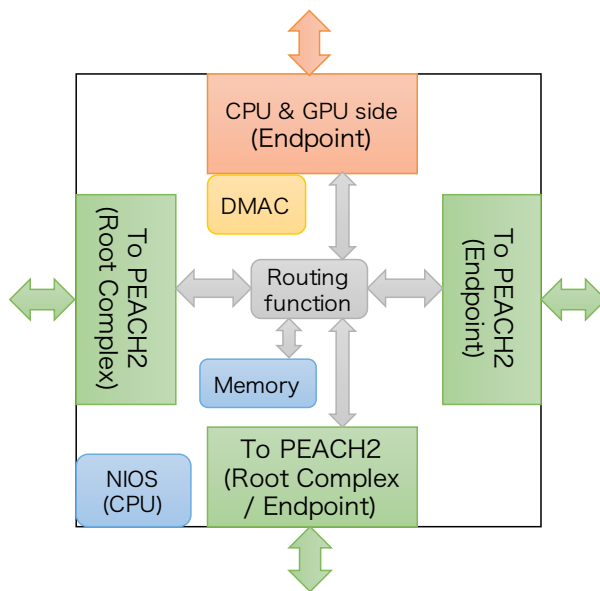 CPU & GPU side
(Endpoint)
DMAC
To PEACH2
(Root Complex)
Routing
function
To PEACH2
(Endpoint)
Memory
To PEACH2
(Root Complex
/ Endpoint)
NIOS
(CPU)